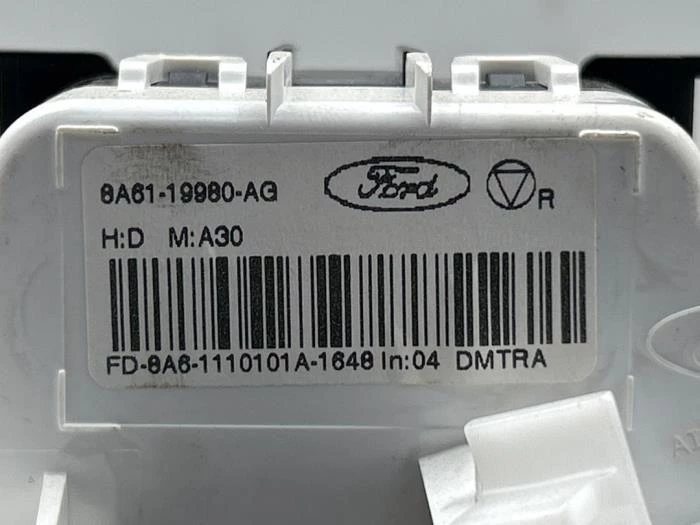 8A61-19980-AG
Ford
R
H:D M:A30
FD-8A6-1110101A-1648 In:04 DMTRA